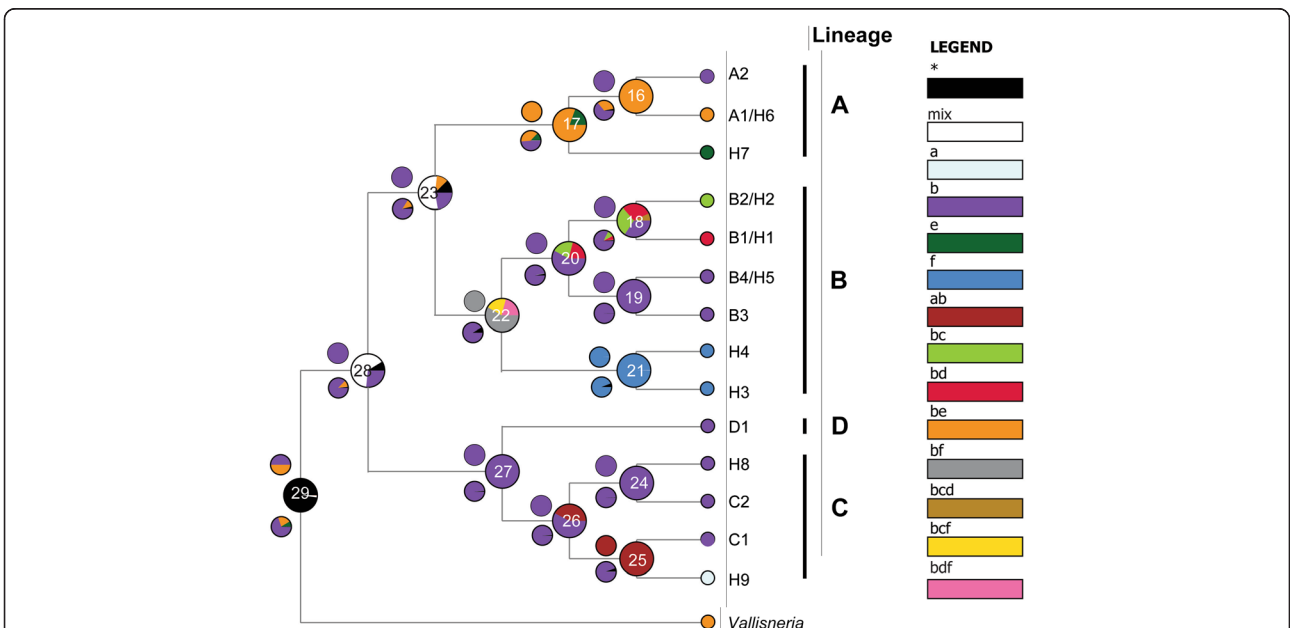 Lineage
LEGEND
*
mix
a
b
e
f
ab
bc
bd
be
bf
bcd
bcf
bdf
A2
A1/H6
H7
B2/H2
B1/H1
B4/H5
B3
H4
H3
D1
H8
C2
C1
H9
Vallisneria
A
B
D
C
16
17
23
18
20
19
22
21
28
27
24
29
26
25